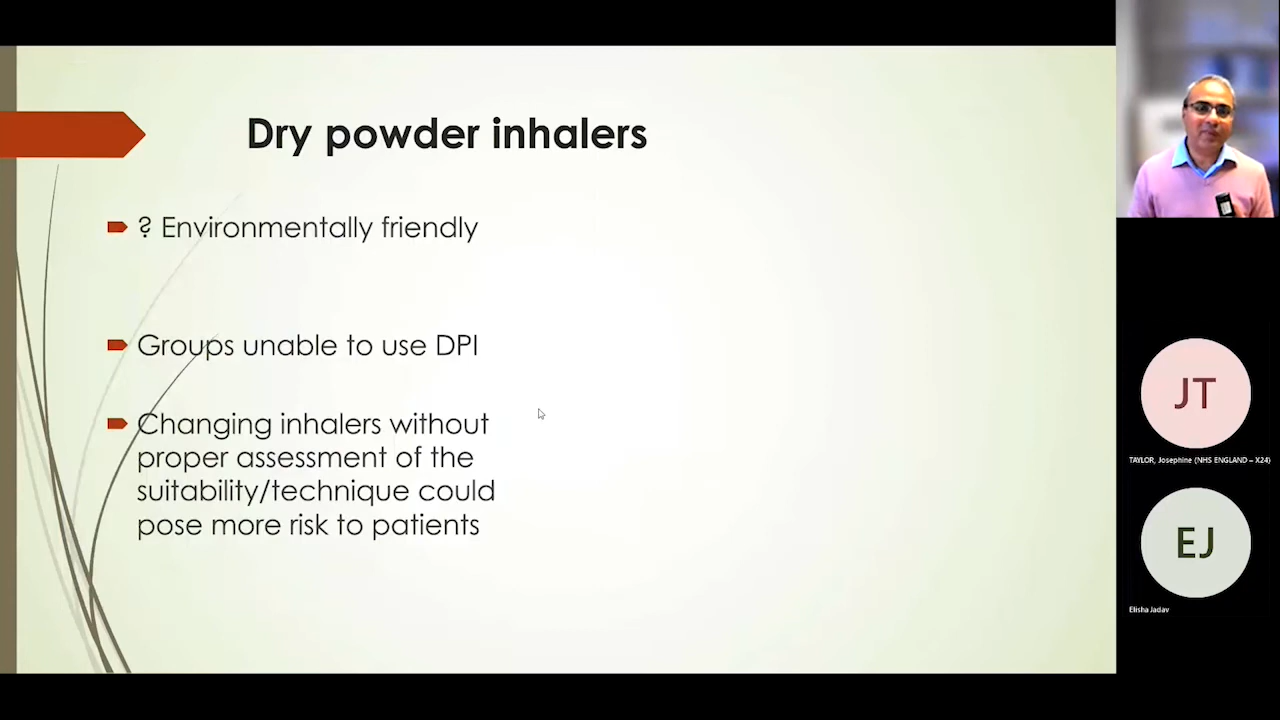 Dry powder inhalers
? Environmentally friendly
Groups unable to use DPI
Changing inhalers without
proper assessment of the
suitability/technique could
pose more risk to patients
JT
TAYLOR, Josephine (NHS ENGLAND – X24)
EJ
Elisha Jadav